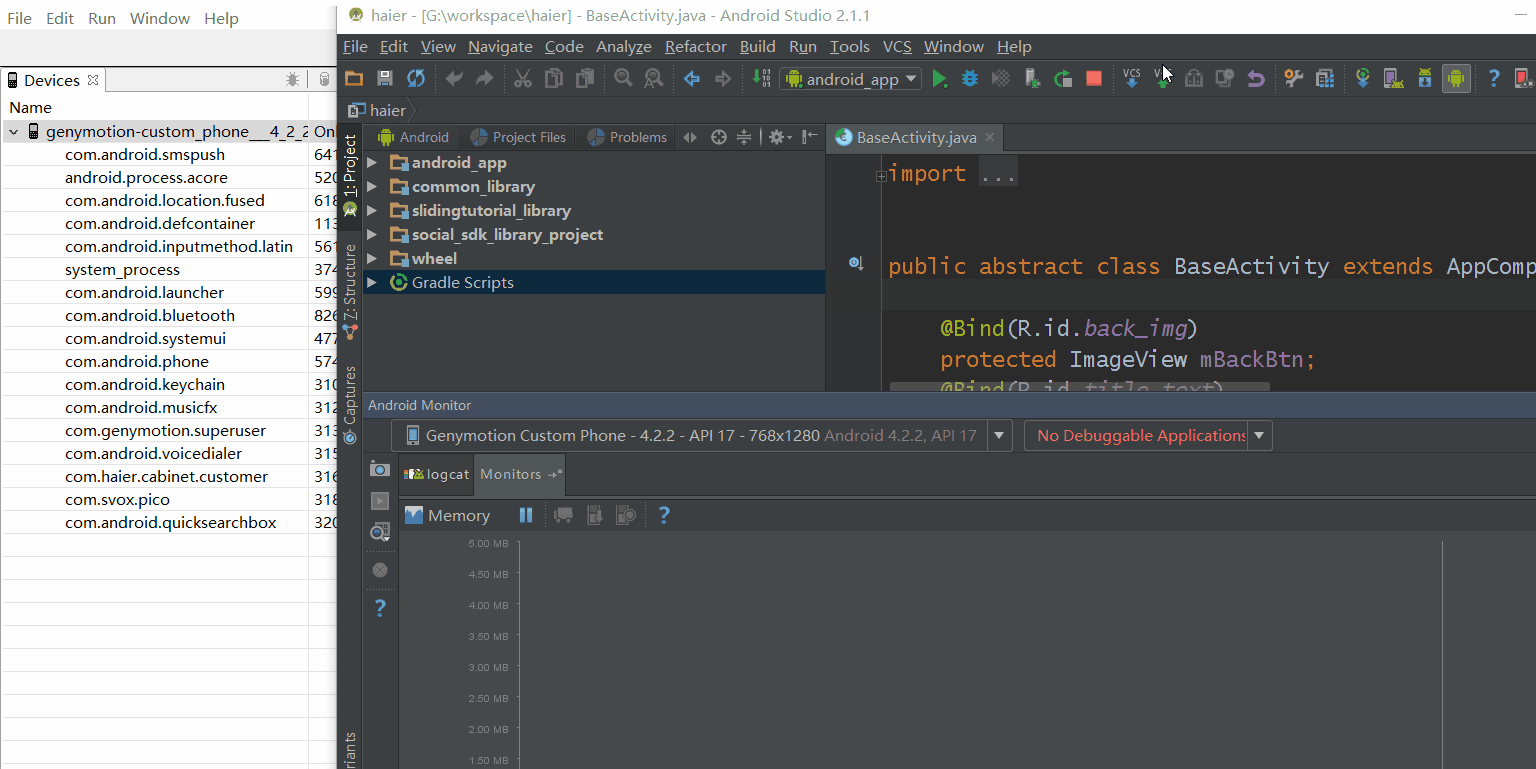 File Edit Run Window Help
Devices
Name
genymotion-custom_phone___4_2_2 Onl
com.android.smspush 641
android.process.acore 520
com.android.location.fused 618
com.android.defcontainer 113
com.android.inputmethod.latin 561
system_process 374
com.android.launcher 599
com.android.bluetooth 826
com.android.systemui 477
com.android.phone 574
com.android.keychain 310
com.android.musicfx 312
com.genymotion.superuser 313
com.android.voicedialer 315
com.haier.cabinet.customer 316
com.svox.pico 318
com.android.quicksearchbox 320
haier - [G:\workspace\haier] - BaseActivity.java - Android Studio 2.1.1
File Edit View Navigate Code Analyze Refactor Build Run Tools VCS Window Help
android_app
VCS
haier
1: Project
7: Structure
Captures
riants
Android Project Files Problems
android_app
common_library
slidingtutorial_library
social_sdk_library_project
wheel
Gradle Scripts
BaseActivity.java
import ...
public abstract class BaseActivity extends AppComp
@Bind(R.id.back_img)
protected ImageView mBackBtn;
@Bind(R.id.title_text)
Android Monitor
Genymotion Custom Phone - 4.2.2 - API 17 - 768x1280 Android 4.2.2, API 17
No Debuggable Applications
logcat Monitors
Memory
5.00 MB
4.50 MB
4.00 MB
3.50 MB
3.00 MB
2.50 MB
2.00 MB
1.50 MB